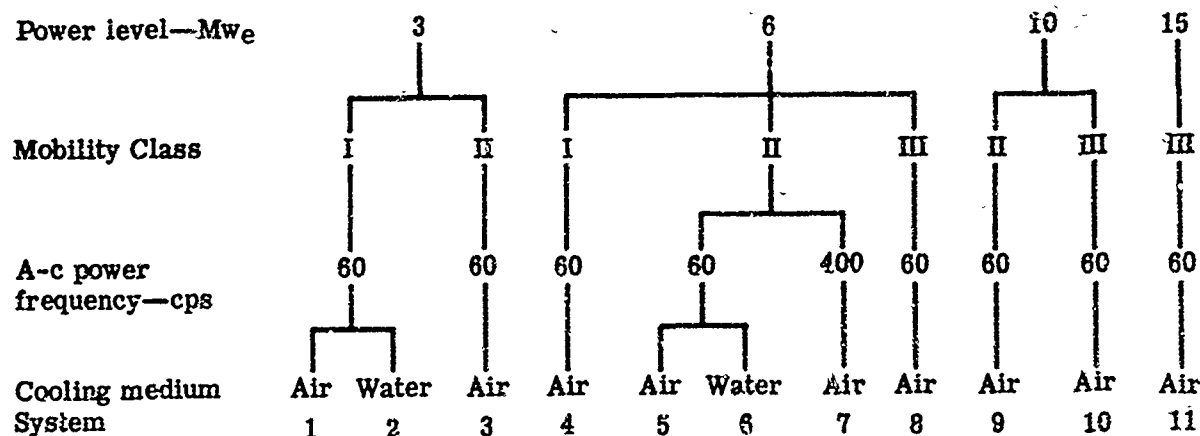 Power level—Mwe 3 6 10 15
Mobility Class I II I II III II III III
A-c power
frequency—cps 60 60 60 60 400 60 60 60 60
Cooling medium Air Water Air Air Air Water Air Air Air Air Air
System 1 2 3 4 5 6 7 8 9 10 11